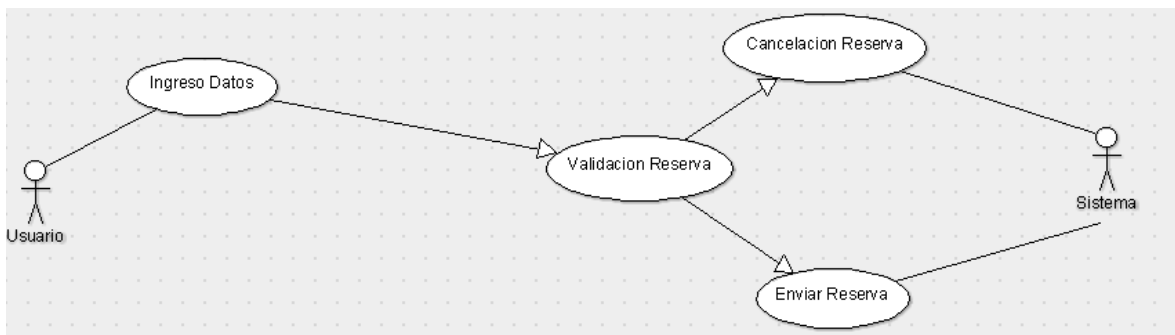 Cancelacion Reserva
Ingreso Datos
Validacion Reserva
Sistema
Usuario
Enviar Reserva